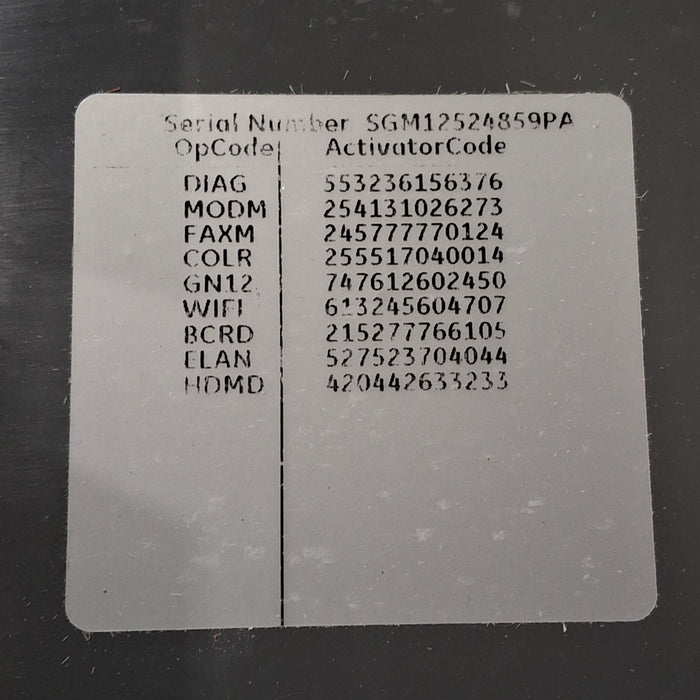 Serial Number SGM12524859PA
OpCode ActivatorCode
DIAG 553236156376
MODM 254131026273
FAXM 245777770124
COLR 255517040014
GN12 747612602450
WIFI 613245604707
BCRD 215277766105
ELAN 527523704044
HDMD 420442633233